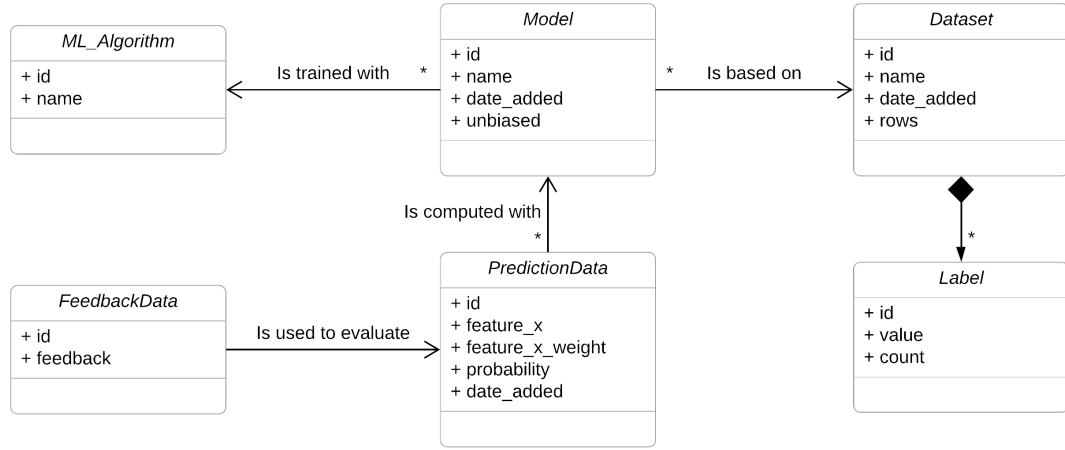 ML_Algorithm
+ id
+ name
Is trained with
*
Model
+ id
+ name
+ date_added
+ unbiased
*
Is based on
Dataset
+ id
+ name
+ date_added
+ rows
Is computed with
*
*
FeedbackData
+ id
+ feedback
Is used to evaluate
PredictionData
+ id
+ feature_x
+ feature_x_weight
+ probability
+ date_added
Label
+ id
+ value
+ count